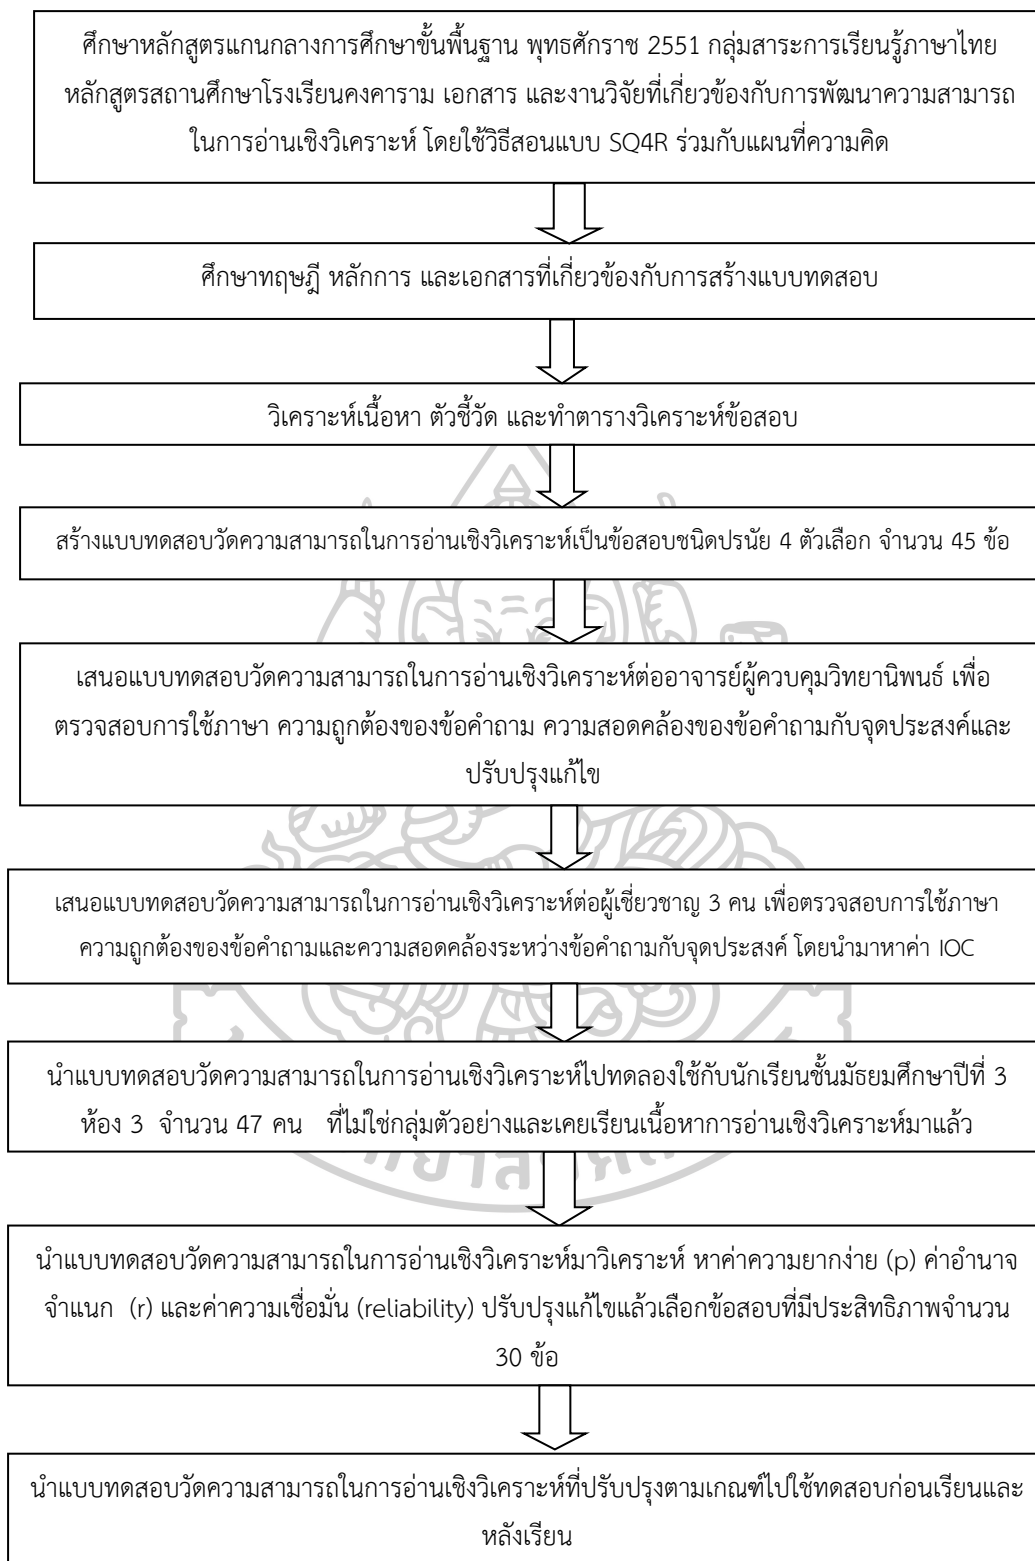 ศึกษาหลักสูตรแกนกลางการศึกษาขั้นพื้นฐาน พุทธศักราช 2551 กลุ่มสาระการเรียนรู้ภาษาไทย
หลักสูตรสถานศึกษาโรงเรียนคงคาราม เอกสาร และงานวิจัยที่เกี่ยวข้องกับการพัฒนาความสามารถ
ในการอ่านเชิงวิเคราะห์ โดยใช้วิธีสอนแบบ SQ4R ร่วมกับแผนที่ความคิด
ศึกษาทฤษฎี หลักการ และเอกสารที่เกี่ยวข้องกับการสร้างแบบทดสอบ
วิเคราะห์เนื้อหา ตัวชี้วัด และทำตารางวิเคราะห์ข้อสอบ
สร้างแบบทดสอบวัดความสามารถในการอ่านเชิงวิเคราะห์เป็นข้อสอบชนิดปรนัย 4 ตัวเลือก จำนวน 45 ข้อ
เสนอแบบทดสอบวัดความสามารถในการอ่านเชิงวิเคราะห์ต่ออาจารย์ผู้ควบคุมวิทยานิพนธ์ เพื่อ
ตรวจสอบการใช้ภาษา ความถูกต้องของข้อคำถาม ความสอดคล้องของข้อคำถามกับจุดประสงค์และ
ปรับปรุงแก้ไข
เสนอแบบทดสอบวัดความสามารถในการอ่านเชิงวิเคราะห์ต่อผู้เชี่ยวชาญ 3 คน เพื่อตรวจสอบการใช้ภาษา
ความถูกต้องของข้อคำถามและความสอดคล้องระหว่างข้อคำถามกับจุดประสงค์ โดยนำมาหาค่า IOC
นำแบบทดสอบวัดความสามารถในการอ่านเชิงวิเคราะห์ไปทดลองใช้กับนักเรียนชั้นมัธยมศึกษาปีที่ 3
ห้อง 3 จำนวน 47 คน ที่ไม่ใช่กลุ่มตัวอย่างและเคยเรียนเนื้อหาการอ่านเชิงวิเคราะห์มาแล้ว
นำแบบทดสอบวัดความสามารถในการอ่านเชิงวิเคราะห์มาวิเคราะห์ หาค่าความยากง่าย (p) ค่าอำนาจ
จำแนก (r) และค่าความเชื่อมั่น (reliability) ปรับปรุงแก้ไขแล้วเลือกข้อสอบที่มีประสิทธิภาพจำนวน
30 ข้อ
นำแบบทดสอบวัดความสามารถในการอ่านเชิงวิเคราะห์ที่ปรับปรุงตามเกณฑ์ไปใช้ทดสอบก่อนเรียนและ
หลังเรียน